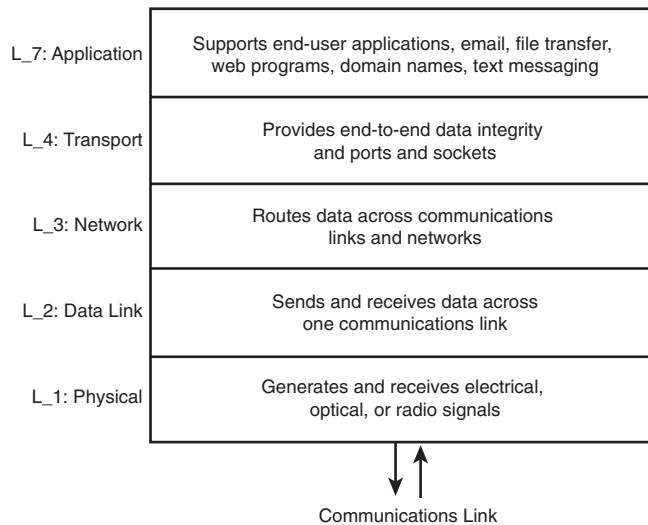 L_7: Application
Supports end-user applications, email, file transfer,
web programs, domain names, text messaging
L_4: Transport
Provides end-to-end data integrity
and ports and sockets
L_3: Network
Routes data across communications
links and networks
L_2: Data Link
Sends and receives data across
one communications link
L_1: Physical
Generates and receives electrical,
optical, or radio signals
Communications Link